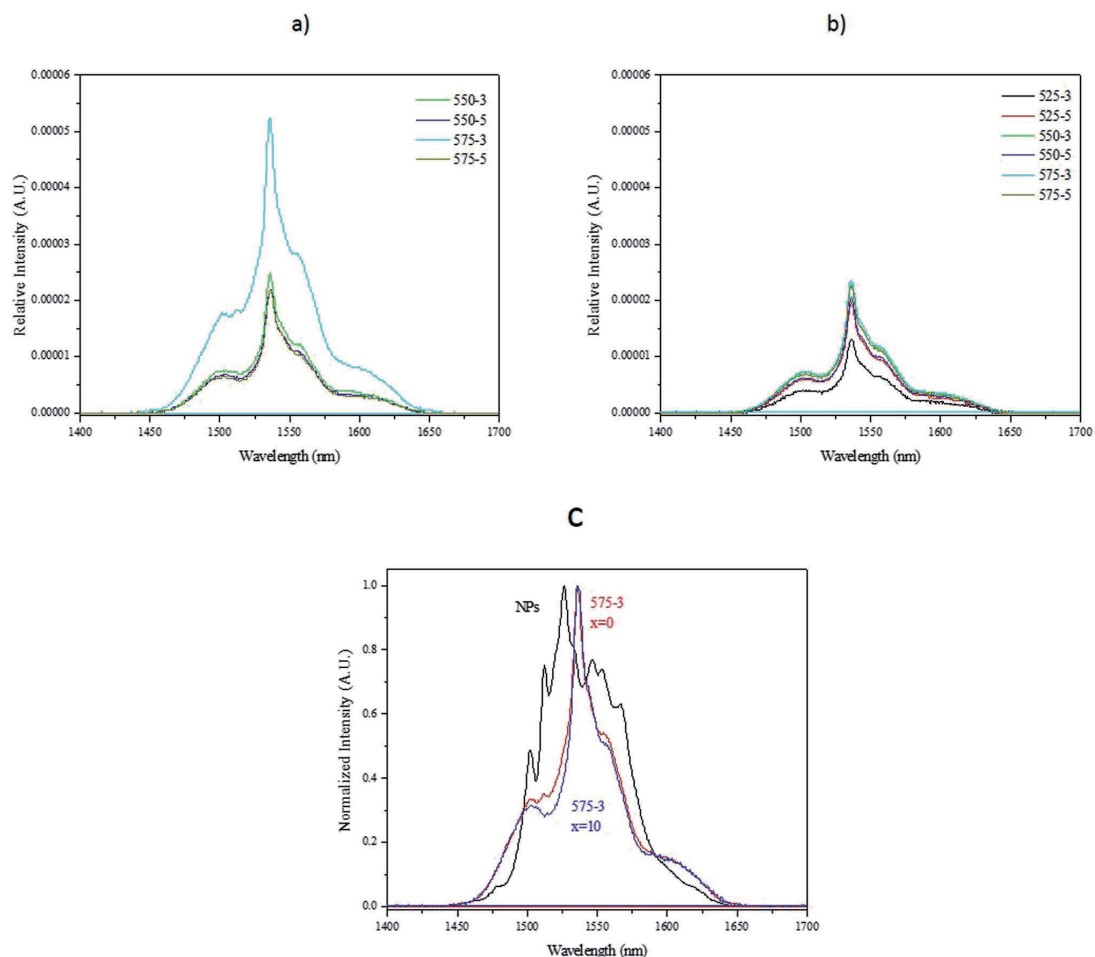 a)
b)
0.00006
0.00005
0.00004
0.00003
0.00002
0.00001
0.00000
Relative Intensity (A.U.)
550-3
550-5
575-3
575-5
1400 1450 1500 1550 1600 1650 1700
Wavelength (nm)
0.00006
0.00005
0.00004
0.00003
0.00002
0.00001
0.00000
Relative Intensity (A.U.)
525-3
525-5
550-3
550-5
575-3
575-5
1400 1450 1500 1550 1600 1650 1700
Wavelength (nm)
C
1.0
0.8
0.6
0.4
0.2
0.0
Normalized Intensity (A.U.)
NPs
575-3
x=0
575-3
x=10
1400 1450 1500 1550 1600 1650 1700
Wavelength (nm)